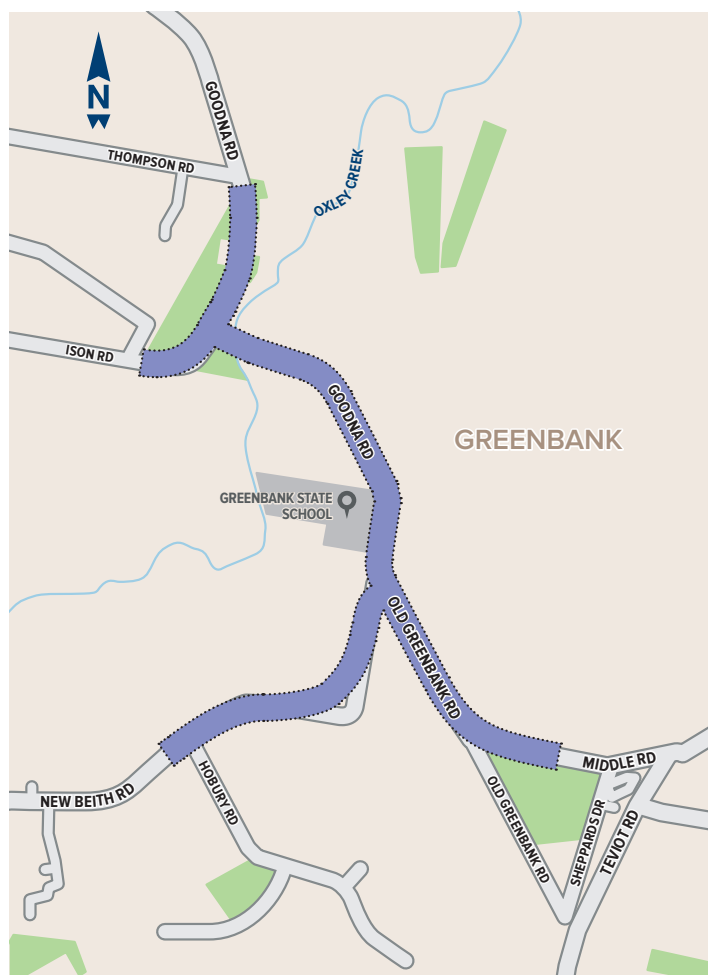 N
GOODNA RD
THOMPSON RD
OXLEY CREEK
ISON RD
GOODNA RD
GREENBANK
GREENBANK STATE
SCHOOL
OLD GREENBANK RD
MIDDLE RD
HOBURY RD
NEW BEITH RD
OLD GREENBANK RD
SHEPPARDS DR
TEVIOT RD